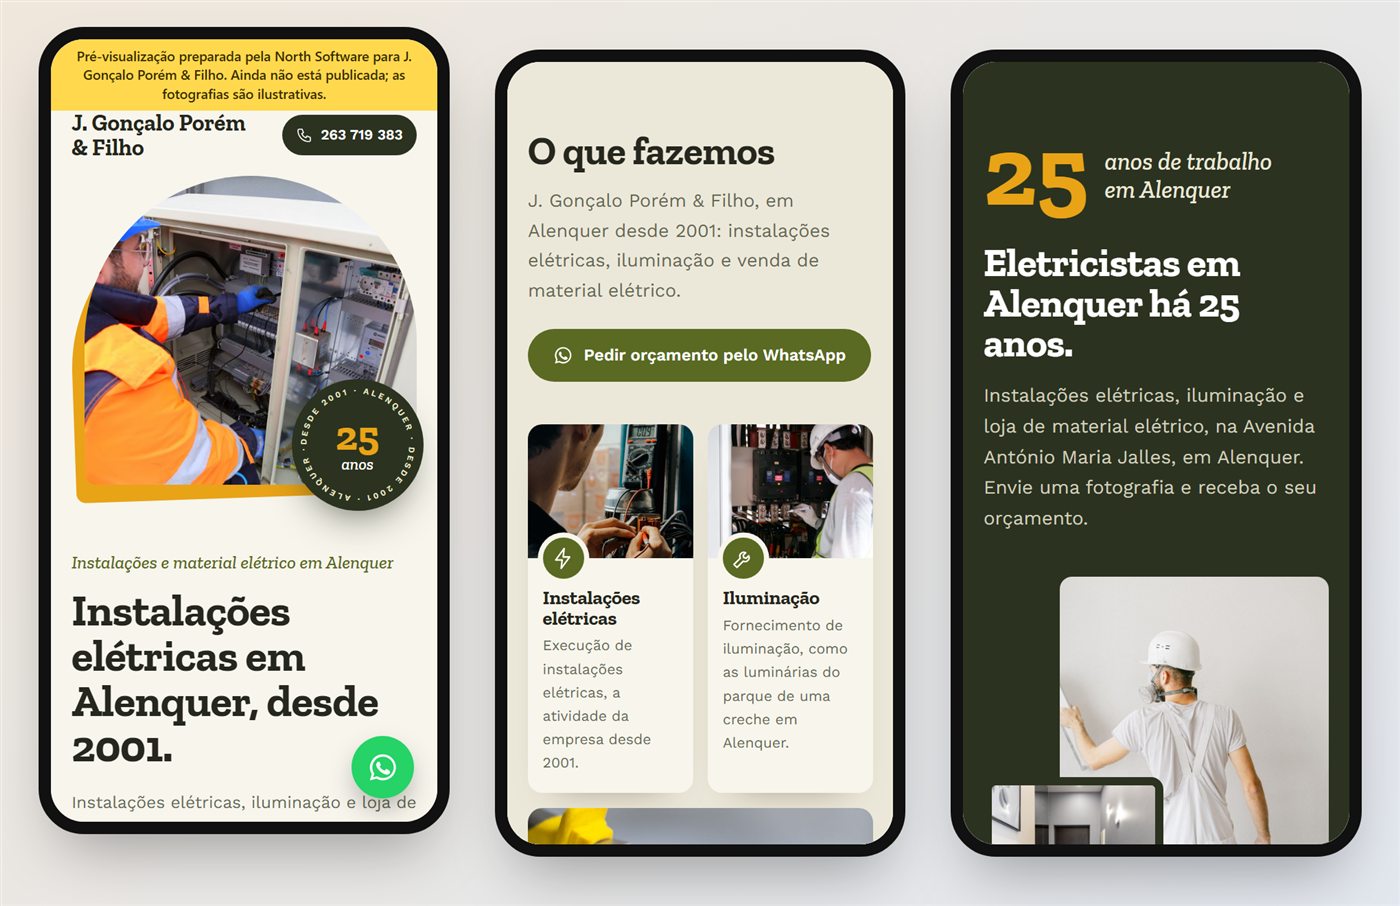 Pré-visualização preparada pela North Software para J.
Gonçalo Porém & Filho. Ainda não está publicada; as
fotografias são ilustrativas.
J. Gonçalo Porém
& Filho
263 719 383
DESDE 2001 · ALENQUER · DESDE 2001 · ALENQUER ·
25
anos
Instalações e material elétrico em Alenquer
Instalações
elétricas em
Alenquer, desde
2001.
Instalações elétricas, iluminação e loja de
O que fazemos
J. Gonçalo Porém & Filho, em
Alenquer desde 2001: instalações
elétricas, iluminação e venda de
material elétrico.
Pedir orçamento pelo WhatsApp
Instalações
elétricas
Execução de
instalações
elétricas, a
atividade da
empresa desde
2001.
Iluminação
Fornecimento de
iluminação, como
as luminárias do
parque de uma
creche em
Alenquer.
25
anos de trabalho
em Alenquer
Eletricistas em
Alenquer há 25
anos.
Instalações elétricas, iluminação e
loja de material elétrico, na Avenida
António Maria Jalles, em Alenquer.
Envie uma fotografia e receba o seu
orçamento.